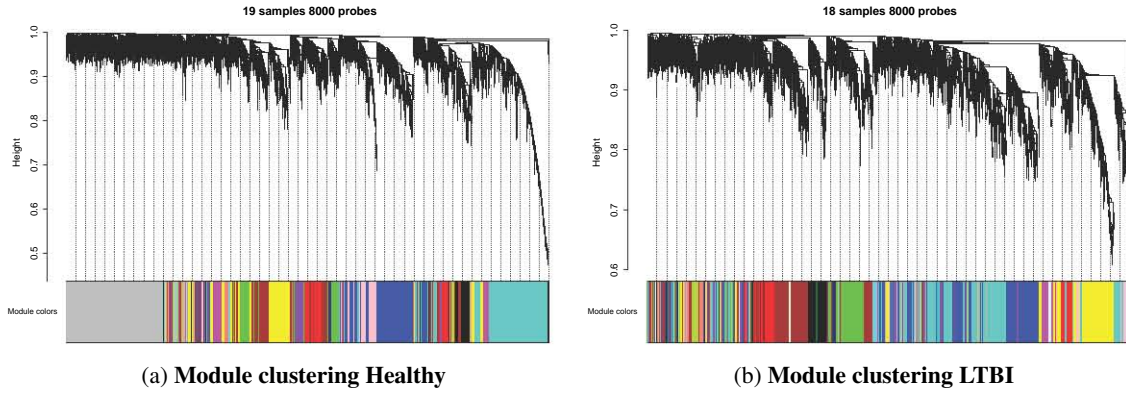 19 samples 8000 probes
Height
1.0
0.9
0.8
0.7
0.6
0.5
Module colors
(a) Module clustering Healthy
18 samples 8000 probes
Height
1.0
0.9
0.8
0.7
0.6
Module colors
(b) Module clustering LTBI